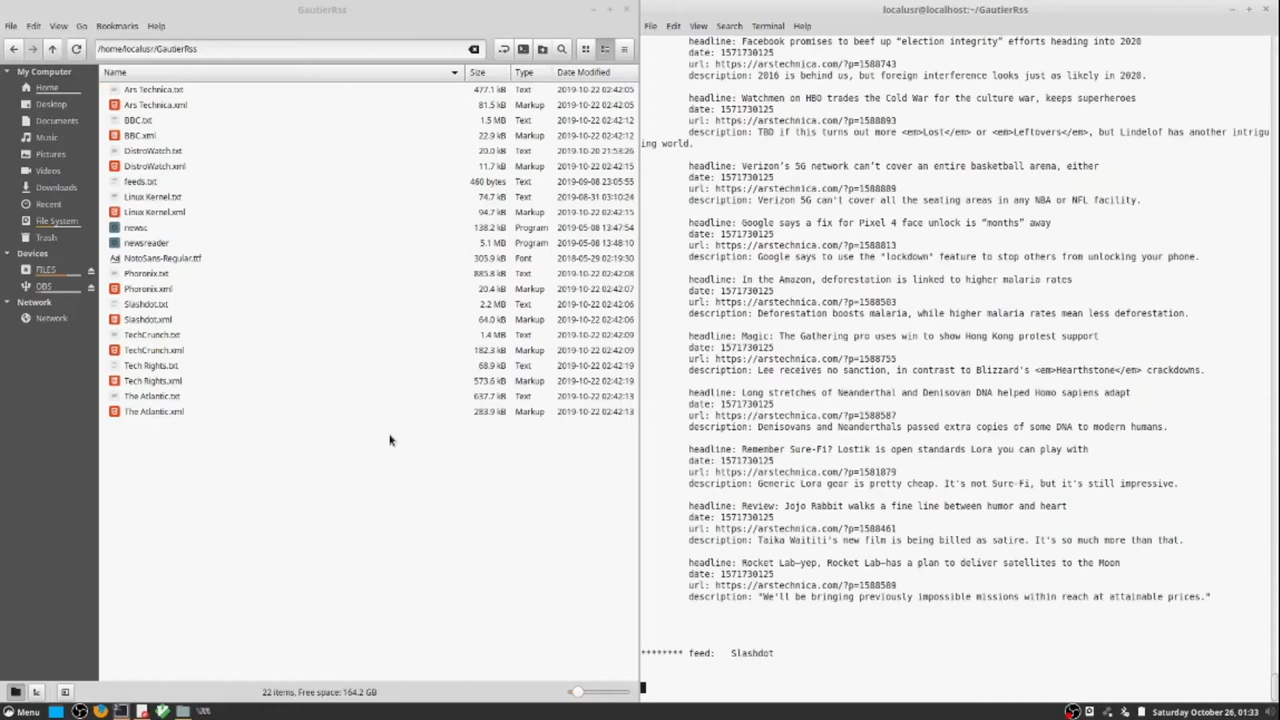 GautierRss
File Edit View Go Bookmarks Help
/home/localusr/GautierRss
My Computer
Home
Desktop
Documents
Music
Pictures
Videos
Downloads
Recent
File System
Trash
Devices
FILES
OBS
Network
Network
Name Size Type Date Modified
Ars Technica.txt 477.1 kB Text 2019-10-22 02:42:05
Ars Technica.xml 81.5 kB Markup 2019-10-22 02:42:05
BBC.txt 1.5 MB Text 2019-10-22 02:42:12
BBC.xml 22.9 kB Markup 2019-10-22 02:42:12
DistroWatch.txt 20.0 kB Text 2019-10-20 21:53:26
DistroWatch.xml 11.7 kB Markup 2019-10-22 02:42:15
feeds.txt 460 bytes Text 2019-09-08 23:05:55
Linux Kernel.txt 74.7 kB Text 2019-08-31 03:10:24
Linux Kernel.xml 94.7 kB Markup 2019-10-22 02:42:15
newsc 138.2 kB Program 2019-05-08 13:47:54
newsreader 5.1 MB Program 2019-05-08 13:48:10
Aa NotoSans-Regular.ttf 305.9 kB Font 2018-05-29 02:19:30
Phoronix.txt 885.8 kB Text 2019-10-22 02:42:08
Phoronix.xml 20.4 kB Markup 2019-10-22 02:42:07
Slashdot.txt 2.2 MB Text 2019-10-22 02:42:06
Slashdot.xml 64.0 kB Markup 2019-10-22 02:42:06
TechCrunch.txt 1.4 MB Text 2019-10-22 02:42:09
TechCrunch.xml 182.3 kB Markup 2019-10-22 02:42:09
Tech Rights.txt 68.9 kB Text 2019-10-22 02:42:19
Tech Rights.xml 573.6 kB Markup 2019-10-22 02:42:19
The Atlantic.txt 637.7 kB Text 2019-10-22 02:42:13
The Atlantic.xml 283.9 kB Markup 2019-10-22 02:42:13
22 items, Free space: 164.2 GB
localusr@localhost:~/GautierRss
File Edit View Search Terminal Help
headline: Facebook promises to beef up “election integrity” efforts heading into 2020
date: 1571730125
url: https://arstechnica.com/?p=1588743
description: 2016 is behind us, but foreign interference looks just as likely in 2020.
headline: Watchmen on HBO trades the Cold War for the culture war, keeps superheroes
date: 1571730125
url: https://arstechnica.com/?p=1588893
description: TBD if this turns out more <em>Lost</em> or <em>Leftovers</em>, but Lindelof has another intrigu
ing world.
headline: Verizon’s 5G network can’t cover an entire basketball arena, either
date: 1571730125
url: https://arstechnica.com/?p=1588889
description: Verizon 5G can't cover all the seating areas in any NBA or NFL facility.
headline: Google says a fix for Pixel 4 face unlock is “months” away
date: 1571730125
url: https://arstechnica.com/?p=1588813
description: Google says to use the "lockdown" feature to stop others from unlocking your phone.
headline: In the Amazon, deforestation is linked to higher malaria rates
date: 1571730125
url: https://arstechnica.com/?p=1588503
description: Deforestation boosts malaria, while higher malaria rates mean less deforestation.
headline: Magic: The Gathering pro uses win to show Hong Kong protest support
date: 1571730125
url: https://arstechnica.com/?p=1588755
description: Lee receives no sanction, in contrast to Blizzard's <em>Hearthstone</em> crackdowns.
headline: Long stretches of Neanderthal and Denisovan DNA helped Homo sapiens adapt
date: 1571730125
url: https://arstechnica.com/?p=1588587
description: Denisovans and Neanderthals passed extra copies of some DNA to modern humans.
headline: Remember Sure-Fi? Lostik is open standards Lora you can play with
date: 1571730125
url: https://arstechnica.com/?p=1581879
description: Generic Lora gear is pretty cheap. It's not Sure-Fi, but it's still impressive.
headline: Review: Jojo Rabbit walks a fine line between humor and heart
date: 1571730125
url: https://arstechnica.com/?p=1588461
description: Taika Waititi's new film is being billed as satire. It's so much more than that.
headline: Rocket Lab—yep, Rocket Lab—has a plan to deliver satellites to the Moon
date: 1571730125
url: https://arstechnica.com/?p=1588589
description: "We'll be bringing previously impossible missions within reach at attainable prices."
******** feed: Slashdot
Menu
Saturday October 26, 01:33